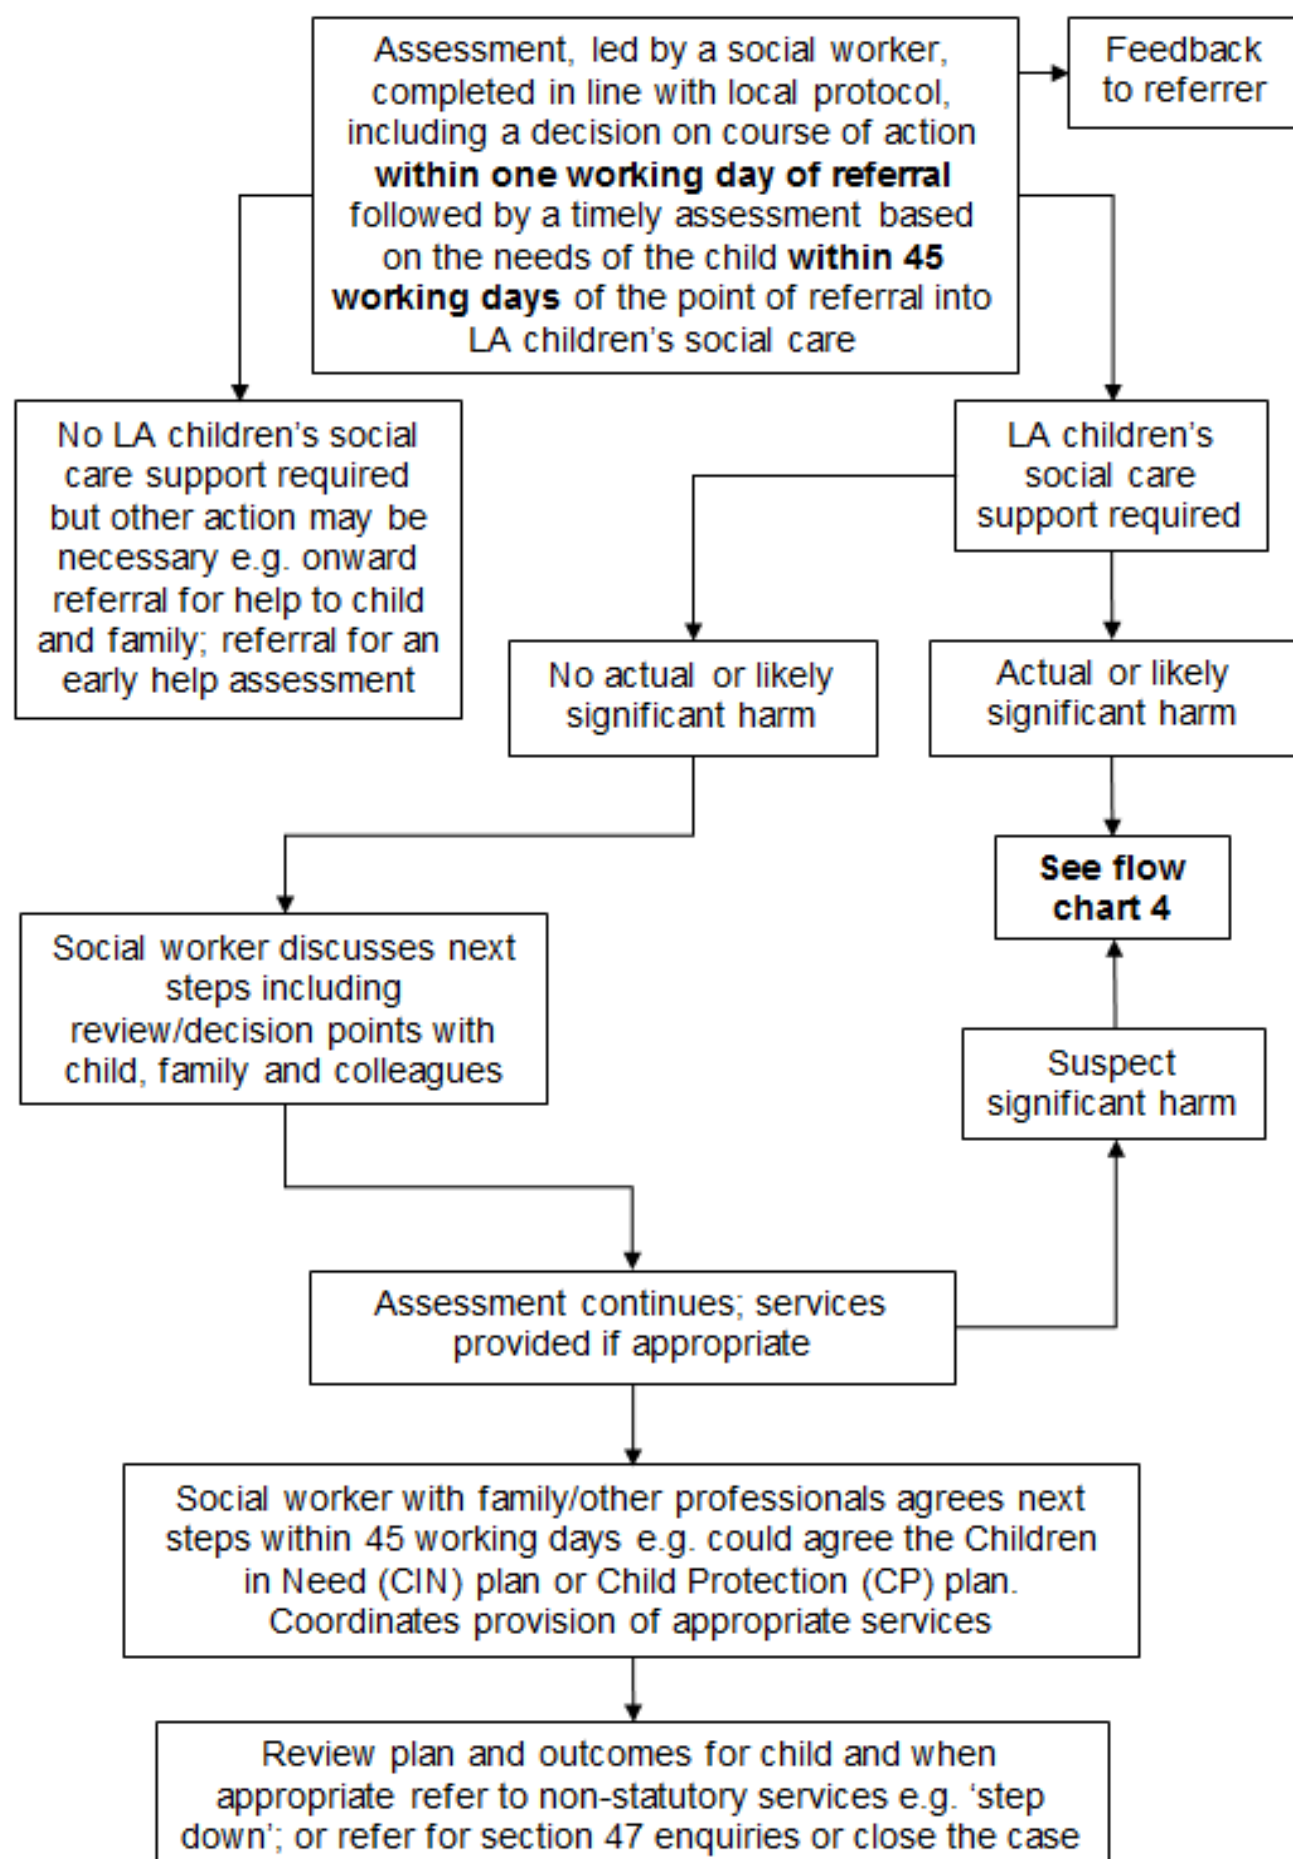 Assessment, led by a social worker,
completed in line with local protocol,
including a decision on course of action
within one working day of referral
followed by a timely assessment based
on the needs of the child within 45
working days of the point of referral into
LA children's social care
Feedback
to referrer
No LA children's social
care support required
but other action may be
necessary e.g. onward
referral for help to child
and family; referral for an
early help assessment
LA children's
social care
support required
No actual or likely
significant harm
Actual or likely
significant harm
See flow
chart 4
Social worker discusses next
steps including
review/decision points with
child, family and colleagues
Suspect
significant harm
Assessment continues; services
provided if appropriate
Social worker with family/other professionals agrees next
steps within 45 working days e.g. could agree the Children
in Need (CIN) plan or Child Protection (CP) plan.
Coordinates provision of appropriate services
Review plan and outcomes for child and when
appropriate refer to non-statutory services e.g. ‘step
down’; or refer for section 47 enquiries or close the case